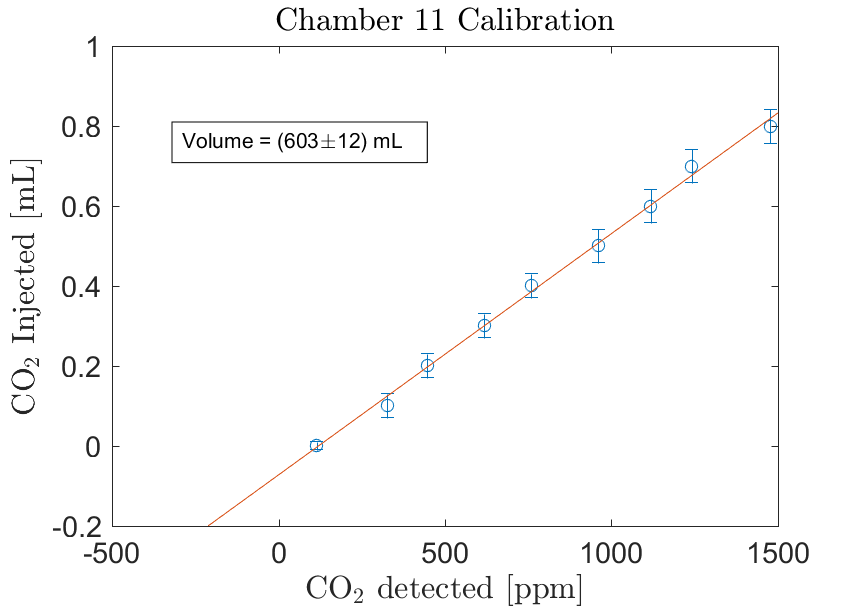 Chamber 11 Calibration
1
Volume = (603±12) mL
0.8
0.6
0.4
0.2
0
-0.2
CO₂ Injected [mL]
-500 0 500 1000 1500
CO₂ detected [ppm]